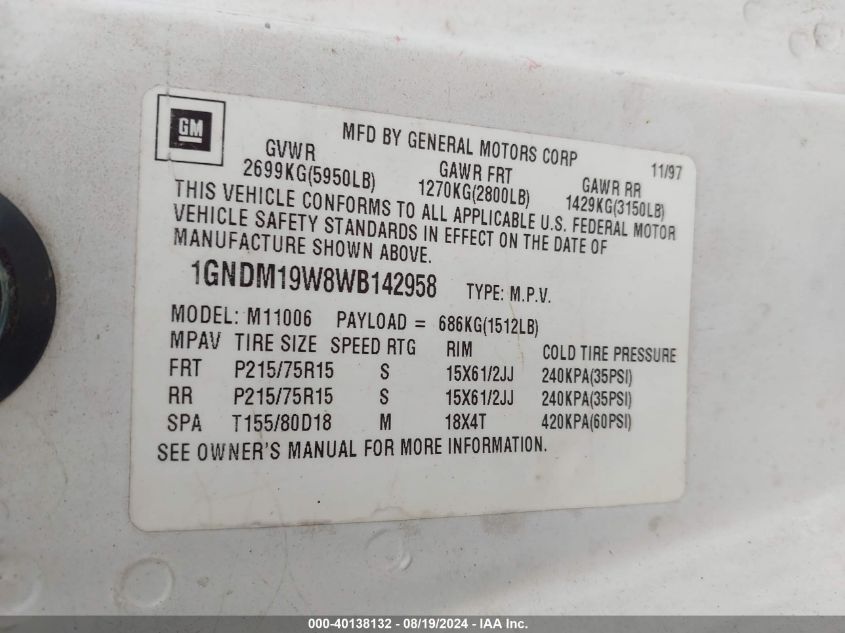 GM
MFD BY GENERAL MOTORS CORP 11/97
GVWR GAWR FRT GAWR RR
2699KG(5950LB) 1270KG(2800LB) 1429KG(3150LB)
THIS VEHICLE CONFORMS TO ALL APPLICABLE U.S. FEDERAL MOTOR
VEHICLE SAFETY STANDARDS IN EFFECT ON THE DATE OF
MANUFACTURE SHOWN ABOVE.
1GNDM19W8WB142958 TYPE: M.P.V.
MODEL: M11006 PAYLOAD = 686KG(1512LB)
MPAV TIRE SIZE SPEED RTG RIM COLD TIRE PRESSURE
FRT P215/75R15 S 15X61/2JJ 240KPA(35PSI)
RR P215/75R15 S 15X61/2JJ 240KPA(35PSI)
SPA T155/80D18 M 18X4T 420KPA(60PSI)
SEE OWNER'S MANUAL FOR MORE INFORMATION.
000-40138132 - 08/19/2024 - IAA Inc.